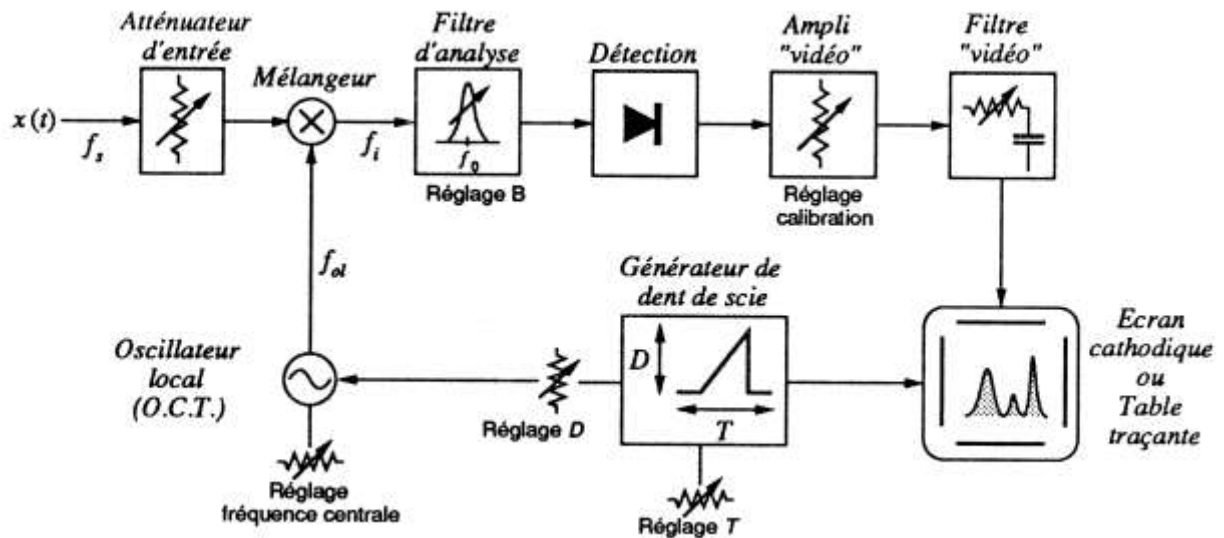 Atténuateur
d'entrée
Mélangeur
Filtre
d'analyse
Détection
Ampli
"vidéo"
Filtre
"vidéo"
x(t)
f_s
f_i
f_0
Réglage B
Réglage
calibration
f_ol
Générateur de
dent de scie
D
T
Oscillateur
local
(O.C.T.)
Réglage D
Ecran
cathodique
ou
Table
traçante
Réglage
fréquence centrale
Réglage T